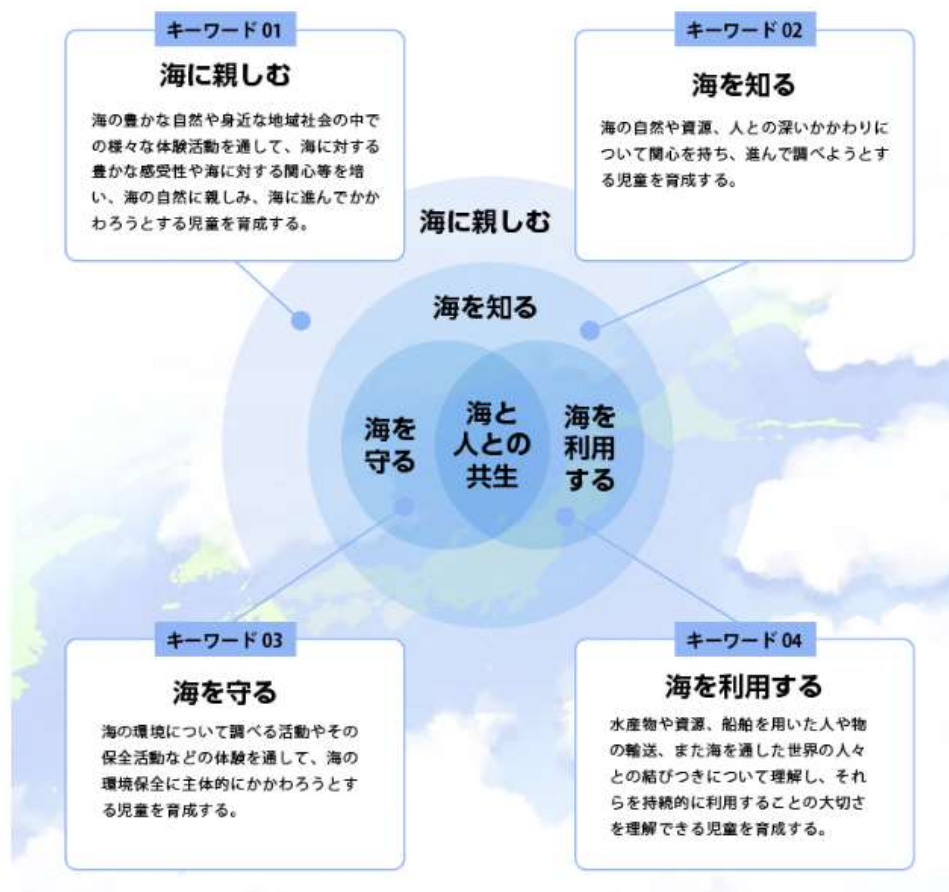 キーワード 01
海に親しむ
海の豊かな自然や身近な地域社会の中で
の様々な体験活動を通して、海に対する
豊かな感受性や海に対する関心等を培
い、海の自然に親しみ、海に進んでかか
わろうとする児童を育成する。
キーワード 02
海を知る
海の自然や資源、人との深いかかわりに
ついて関心を持ち、進んで調べようとす
る児童を育成する。
海に親しむ
海を知る
海を
守る
海と
人との
共生
海を
利用
する
キーワード 03
海を守る
海の環境について調べる活動やその
保全活動などの体験を通して、海の
環境保全に主体的にかかわろうとす
る児童を育成する。
キーワード 04
海を利用する
水産物や資源、船舶を用いた人や物
の輸送、また海を通した世界の人々
との結びつきについて理解し、それ
らを持続的に利用することの大切さ
を理解できる児童を育成する。